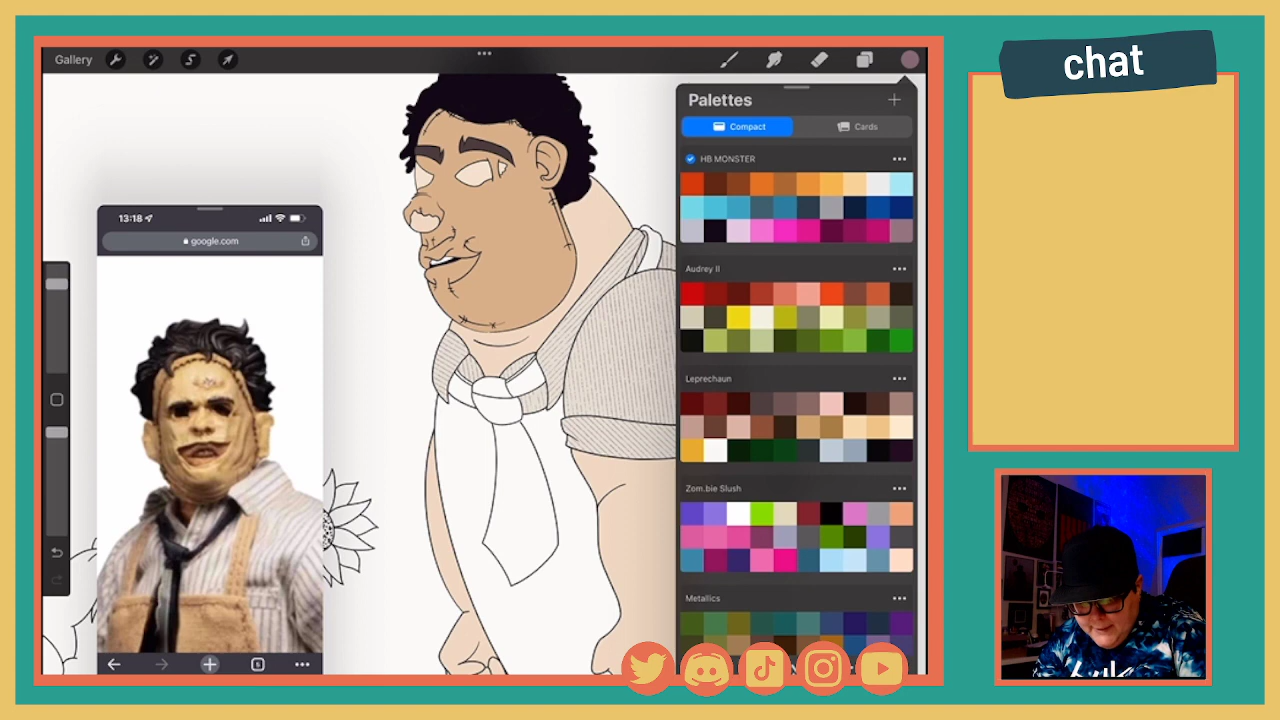 Gallery
chat
Palettes
Compact
Cards
HB MONSTER
13:18
google.com
Audrey II
Leprechaun
Zom.bie Slush
Metallics